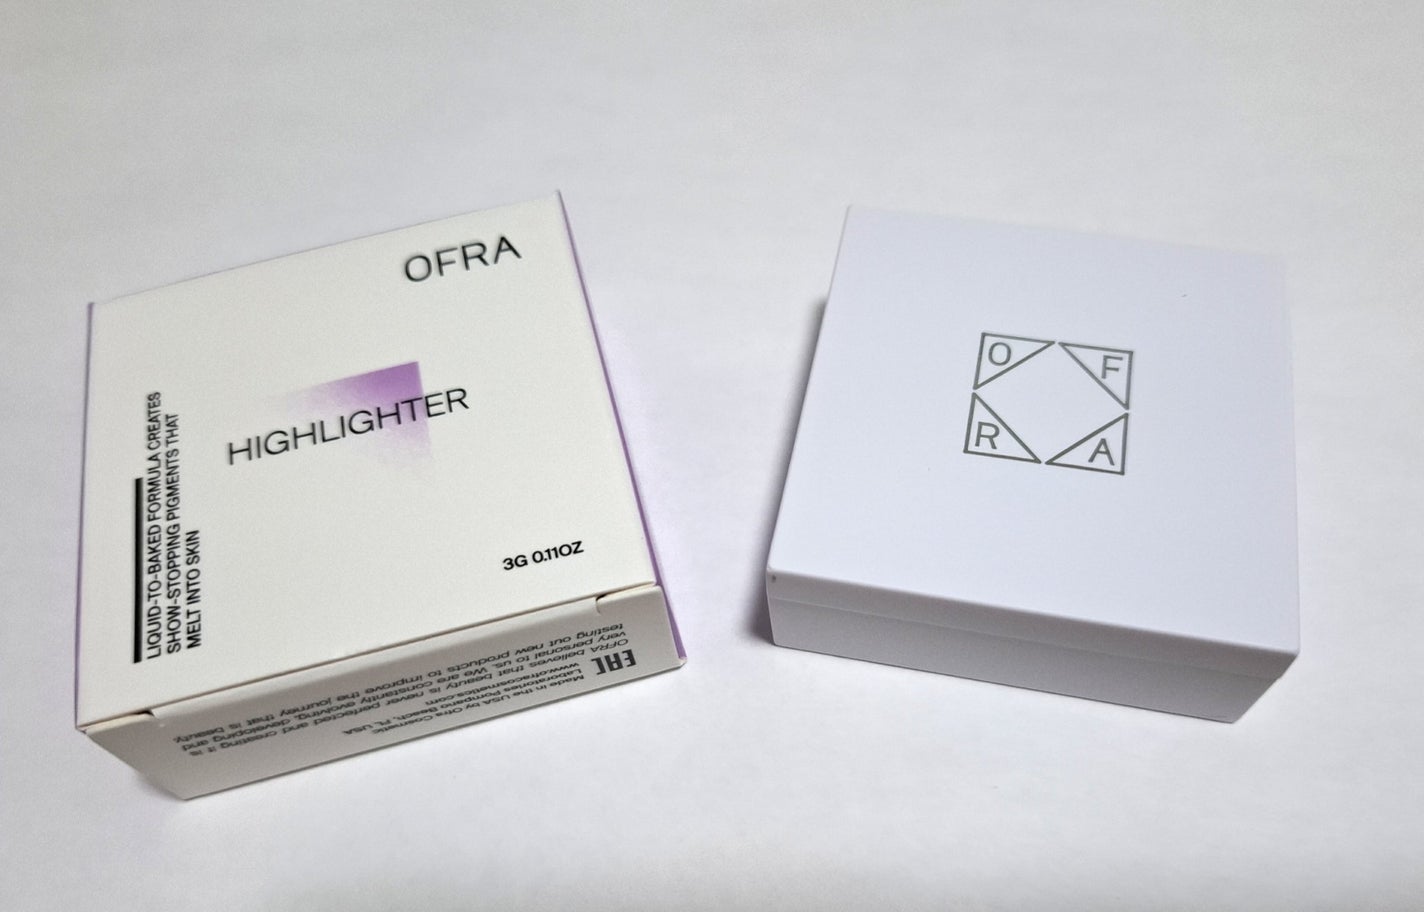 OFRA
HIGHLIGHTER
LIQUID-TO-BAKED FORMULA CREATES
SHOW-STOPPING PIGMENTS THAT
MELT INTO SKIN
3G 0.11OZ
OFRA believes that beauty is never perfected and creating it is
very personal to us. We are constantly evolving, developing and
testing out new products to improve the journey that is beauty.
EAC
Made in the USA by Ofra Cosmetic
Laboratories Pompano Beach, FL USA
www.ofracosmetics.com
O F
R A